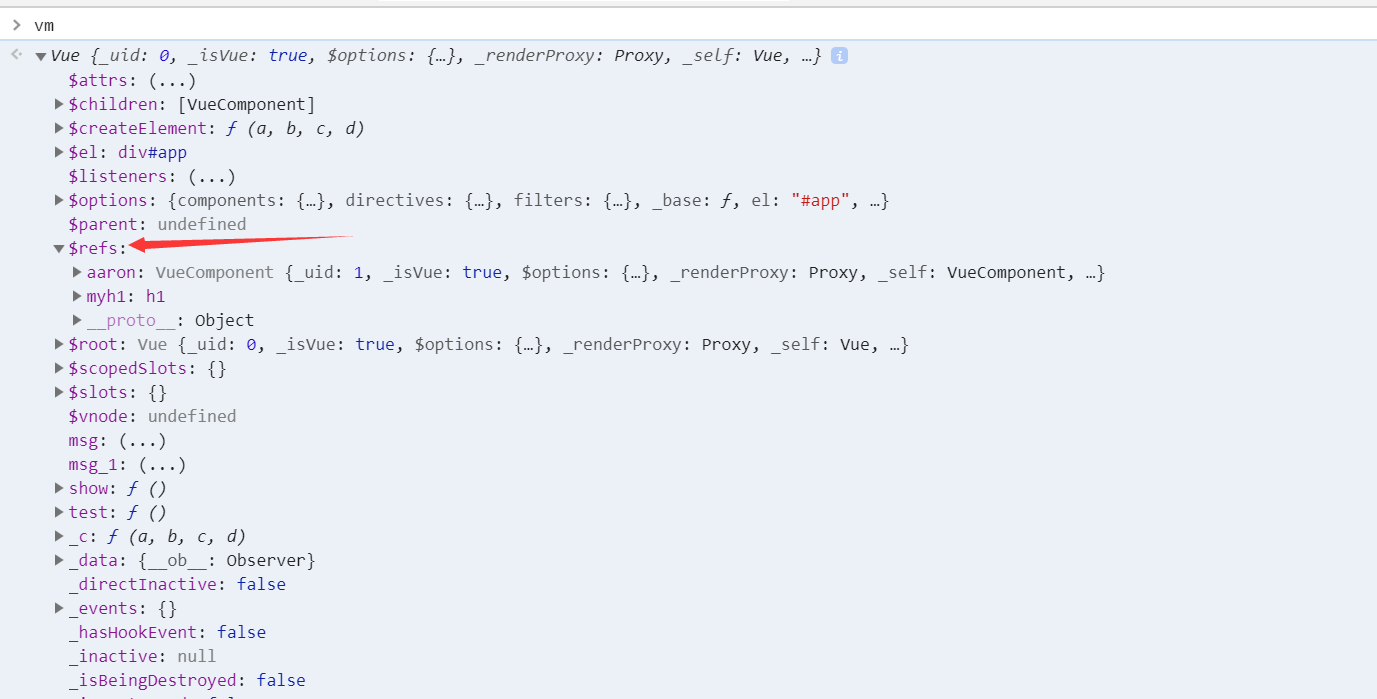 > vm
Vue {_uid: 0, _isVue: true, $options: {…}, _renderProxy: Proxy, _self: Vue, …} i
$attrs: (...)
$children: [VueComponent]
$createElement: ƒ (a, b, c, d)
$el: div#app
$listeners: (...)
$options: {components: {…}, directives: {…}, filters: {…}, _base: ƒ, el: "#app", …}
$parent: undefined
$refs:
aaron: VueComponent {_uid: 1, _isVue: true, $options: {…}, _renderProxy: Proxy, _self: VueComponent, …}
myh1: h1
__proto__: Object
$root: Vue {_uid: 0, _isVue: true, $options: {…}, _renderProxy: Proxy, _self: Vue, …}
$scopedSlots: {}
$slots: {}
$vnode: undefined
msg: (...)
msg_1: (...)
show: ƒ ()
test: ƒ ()
_c: ƒ (a, b, c, d)
_data: {__ob__: Observer}
_directInactive: false
_events: {}
_hasHookEvent: false
_inactive: null
_isBeingDestroyed: false